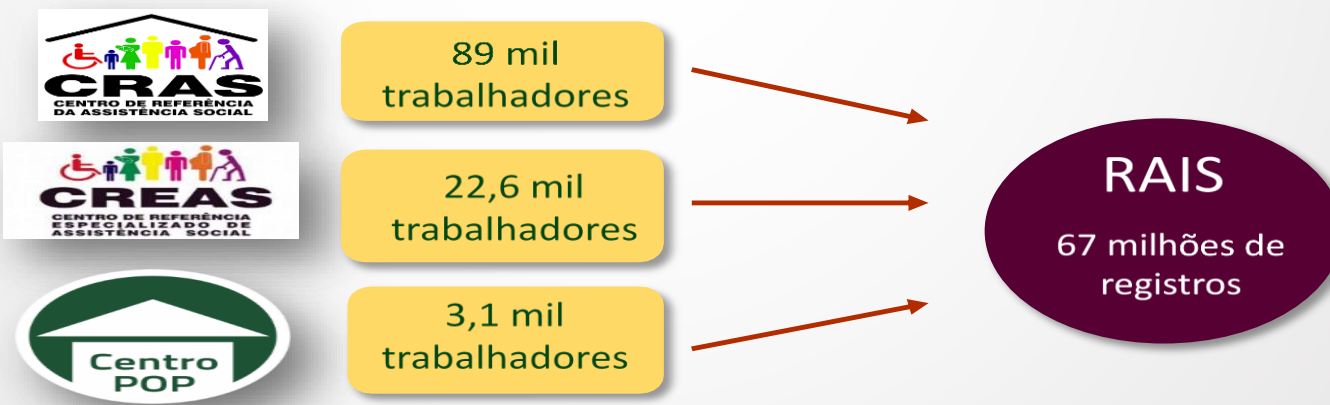 CRAS
CENTRO DE REFERÊNCIA
DA ASSISTÊNCIA SOCIAL
89 mil
trabalhadores
CREAS
CENTRO DE REFERÊNCIA
ESPECIALIZADO DE
ASSISTÊNCIA SOCIAL
22,6 mil
trabalhadores
Centro
POP
3,1 mil
trabalhadores
RAIS
67 milhões de
registros